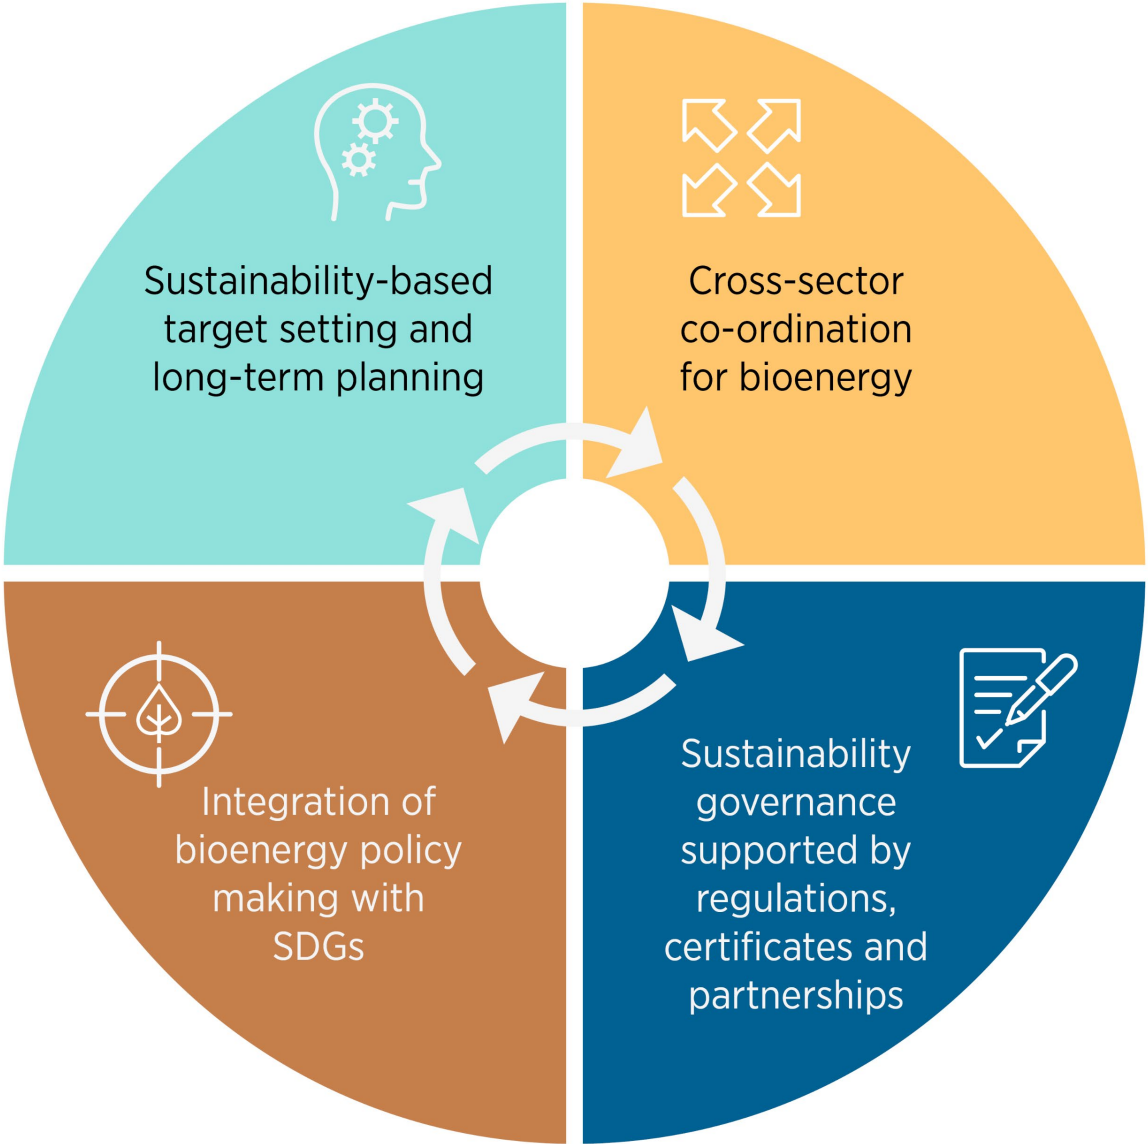 Sustainability-based
target setting and
long-term planning
Cross-sector
co-ordination
for bioenergy
Integration of
bioenergy policy
making with
SDGs
Sustainability
governance
supported by
regulations,
certificates and
partnerships